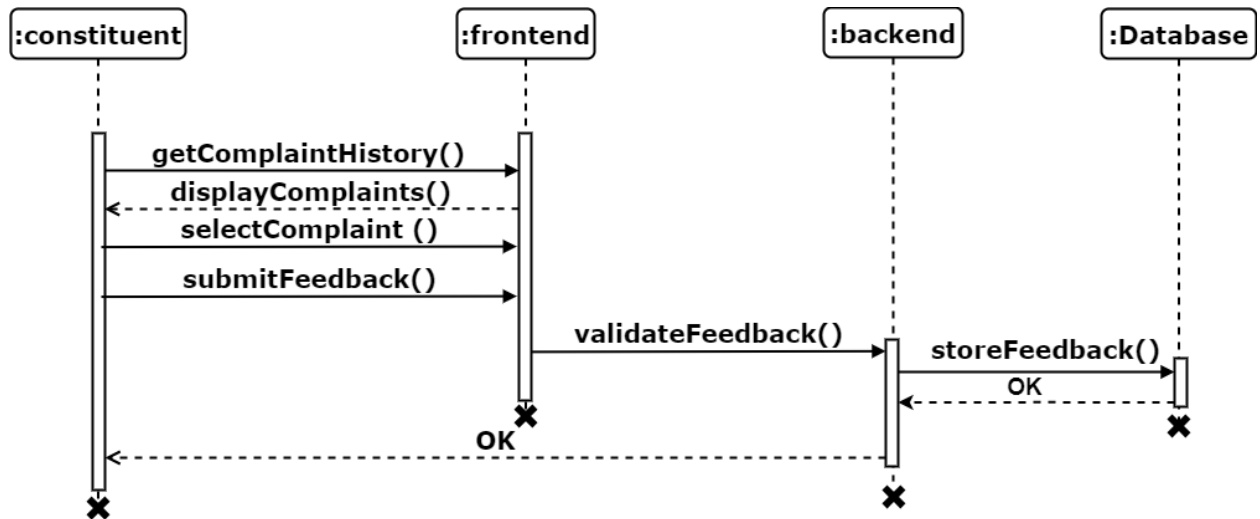 :constituent
:frontend
:backend
:Database
getComplaintHistory()
displayComplaints()
selectComplaint ()
submitFeedback()
validateFeedback()
storeFeedback()
OK
OK